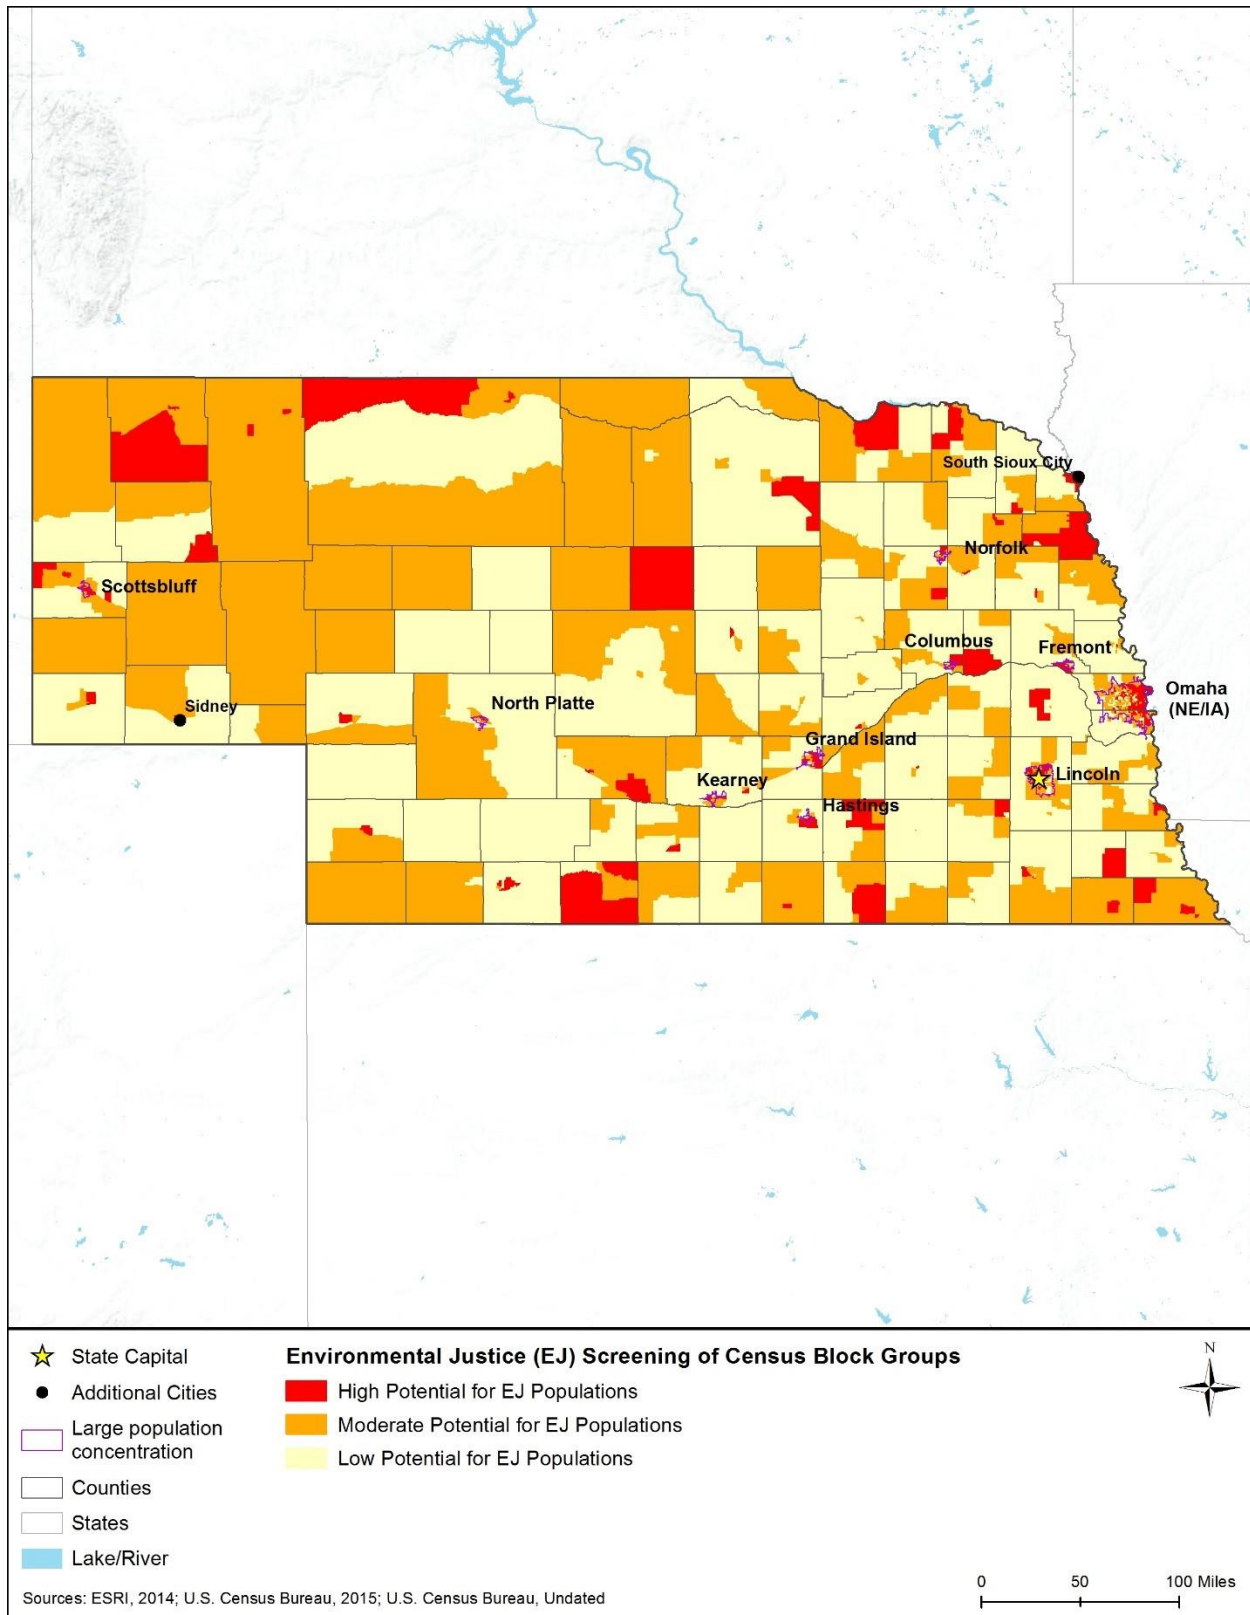 South Sioux City
Norfolk
Scottsbluff
Columbus
Fremont
Omaha
(NE/IA)
Sidney
North Platte
Grand Island
Lincoln
Kearney
Hastings
State Capital
Additional Cities
Large population
concentration
Counties
States
Lake/River
Environmental Justice (EJ) Screening of Census Block Groups
High Potential for EJ Populations
Moderate Potential for EJ Populations
Low Potential for EJ Populations
N
0 50 100 Miles
Sources: ESRI, 2014; U.S. Census Bureau, 2015; U.S. Census Bureau, Undated